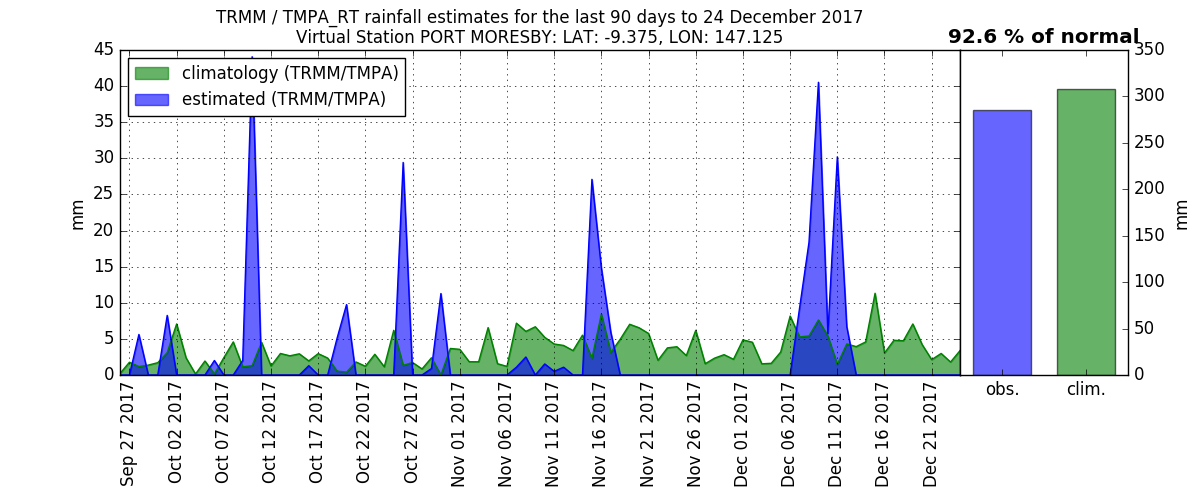 TRMM / TMPA_RT rainfall estimates for the last 90 days to 24 December 2017
Virtual Station PORT MORESBY: LAT: -9.375, LON: 147.125
92.6 % of normal
climatology (TRMM/TMPA)
estimated (TRMM/TMPA)
mm
45
40
35
30
25
20
15
10
5
0
Sep 27 2017
Oct 02 2017
Oct 07 2017
Oct 12 2017
Oct 17 2017
Oct 22 2017
Oct 27 2017
Nov 01 2017
Nov 06 2017
Nov 11 2017
Nov 16 2017
Nov 21 2017
Nov 26 2017
Dec 01 2017
Dec 06 2017
Dec 11 2017
Dec 16 2017
Dec 21 2017
obs.
clim.
350
300
250
200
150
100
50
0
mm